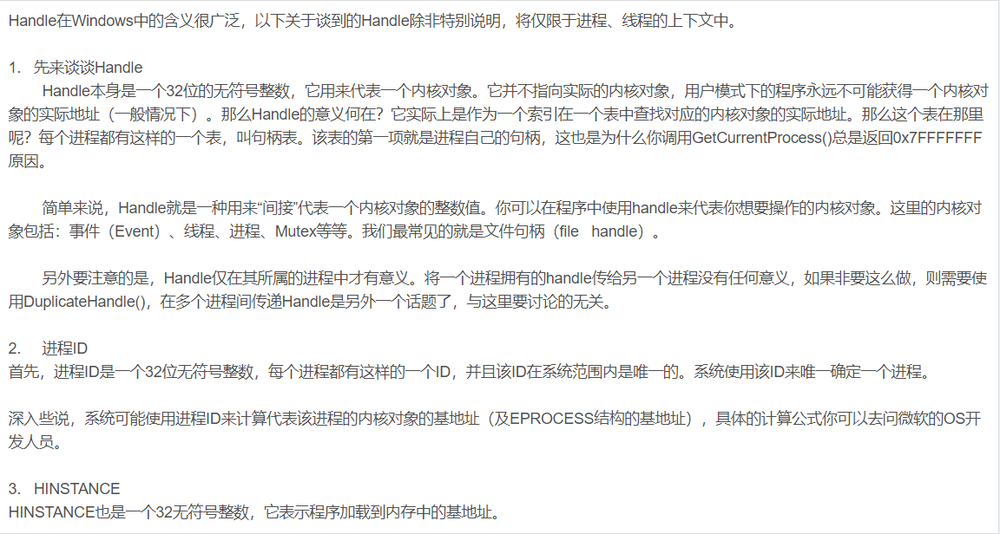 Handle在Windows中的含义很广泛，以下关于谈到的Handle除非特别说明，将仅限于进程、线程的上下文中。
1. 先来谈谈Handle
Handle本身是一个32位的无符号整数，它用来代表一个内核对象。它并不指向实际的内核对象，用户模式下的程序永远不可能获得一个内核对
象的实际地址（一般情况下）。那么Handle的意义何在？它实际上是作为一个索引在一个表中查找对应的内核对象的实际地址。那么这个表在那里
呢？每个进程都有这样的一个表，叫句柄表。该表的第一项就是进程自己的句柄，这也是为什么你调用GetCurrentProcess()总是返回0x7FFFFFFF
原因。
简单来说，Handle就是一种用来“间接”代表一个内核对象的整数值。你可以在程序中使用handle来代表你想要操作的内核对象。这里的内核对
象包括：事件（Event）、线程、进程、Mutex等等。我们最常见的就是文件句柄（file handle）。
另外要注意的是，Handle仅在其所属的进程中才有意义。将一个进程拥有的handle传给另一个进程没有任何意义，如果非要这么做，则需要使
用DuplicateHandle()，在多个进程间传递Handle是另外一个话题了，与这里要讨论的无关。
2. 进程ID
首先，进程ID是一个32位无符号整数，每个进程都有这样的一个ID，并且该ID在系统范围内是唯一的。系统使用该ID来唯一确定一个进程。
深入些说，系统可能使用进程ID来计算代表该进程的内核对象的基地址（及EPROCESS结构的基地址），具体的计算公式你可以去问微软的OS开
发人员。
3. HINSTANCE
HINSTANCE也是一个32无符号整数，它表示程序加载到内存中的基地址。